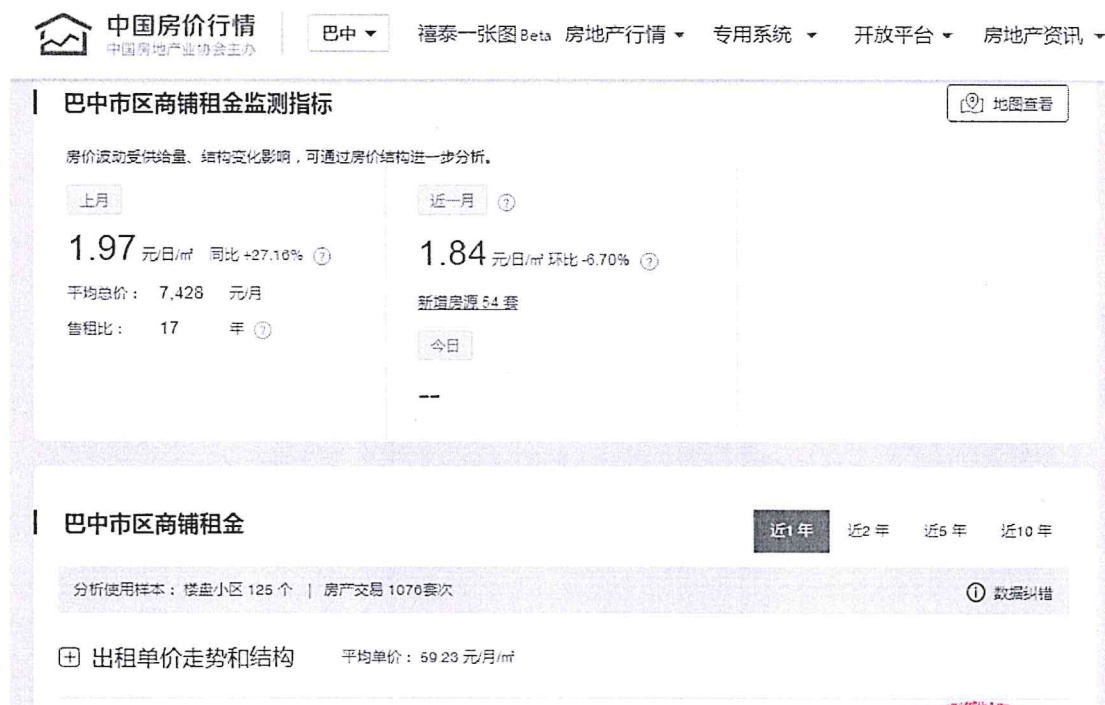 中国房价行情
中国房地产业协会主办
巴中
禧泰一张图Beta 房地产行情 专用系统 开放平台 房地产资讯
巴中市区商铺租金监测指标
地图查看
房价波动受供给量、结构变化影响，可通过房价结构进一步分析。
上月
1.97 元/日/㎡ 同比 +27.16% ?
平均总价： 7,428 元/月
售租比： 17 年 ?
近一月 ?
1.84 元/日/㎡ 环比 -6.70% ?
新增房源 54 套
今日
--
巴中市区商铺租金
近1年 近2年 近5年 近10年
分析使用样本：楼盘小区 125 个 | 房产交易 1076套次
数据纠错
出租单价走势和结构 平均单价： 59.23 元/月/㎡